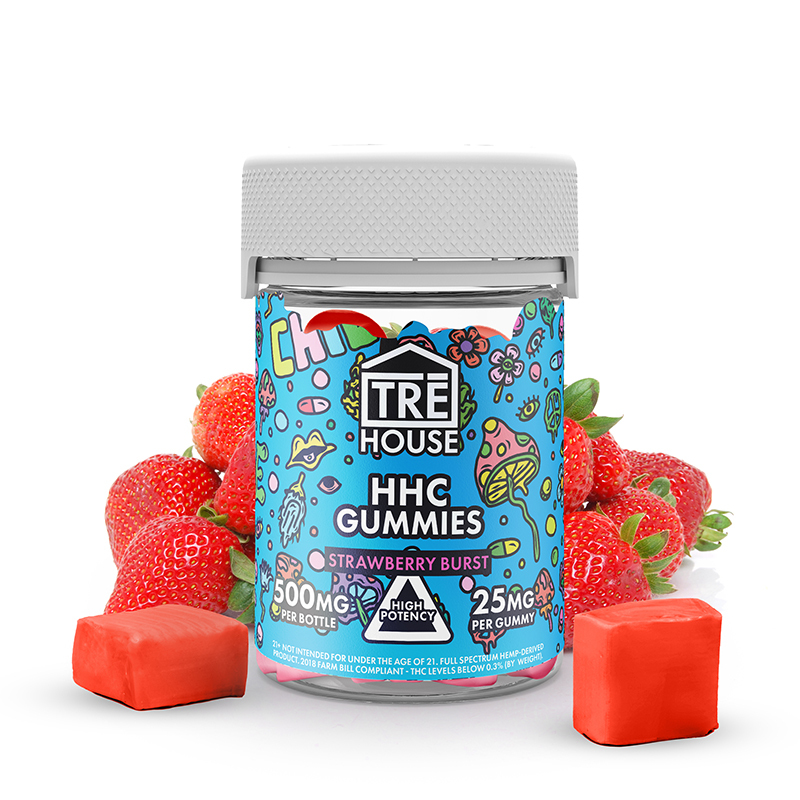 CHILL
TRĒ
HOUSE
HHC
GUMMIES
STRAWBERRY BURST
500MG
PER BOTTLE
HIGH
POTENCY
25MG
PER GUMMY
21+ NOT INTENDED FOR UNDER THE AGE OF 21. FULL SPECTRUM HEMP-DERIVED
PRODUCT. 2018 FARM BILL COMPLIANT - THC LEVELS BELOW 0.3% (BY WEIGHT).